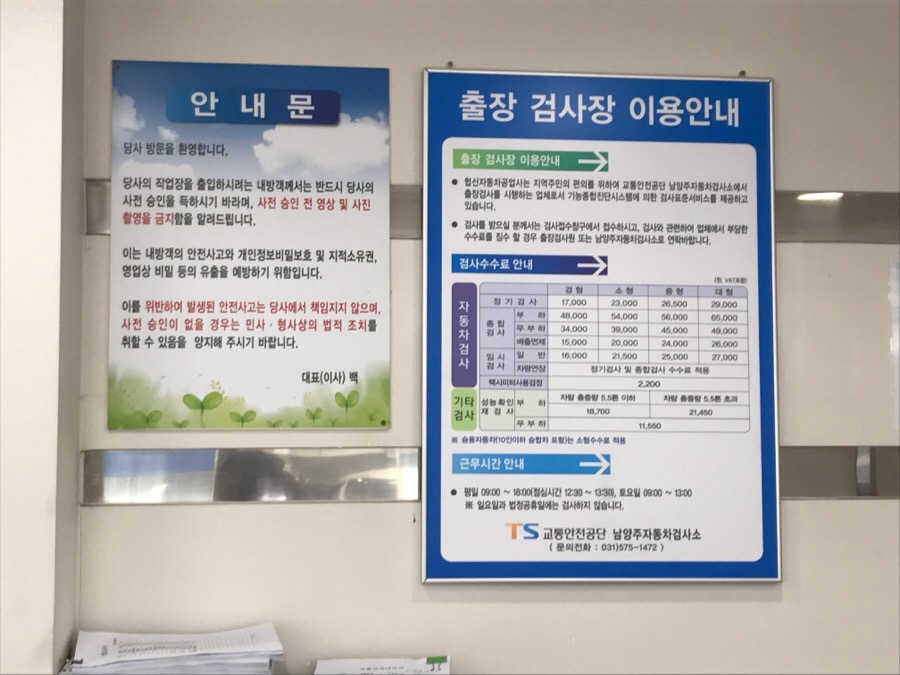 안 내 문
당사 방문을 환영합니다.
당사의 작업장을 출입하시려는 내방객께서는 반드시 당사의
사전 승인을 득하시기 바라며, 사전 승인 전 영상 및 사진
촬영을 금지함을 알려드립니다.
이는 내방객의 안전사고와 개인정보비밀보호 및 지적소유권,
영업상 비밀 등의 유출을 예방하기 위함입니다.
이를 위반하여 발생된 안전사고는 당사에서 책임지지 않으며,
사전 승인이 없을 경우는 민사 · 형사상의 법적 조치를
취할 수 있음을 양지해 주시기 바랍니다.
대표(이사) 백
출장 검사장 이용안내
출장 검사장 이용안내
● 협신자동차공업사는 지역주민의 편의를 위하여 교통안전공단 남양주자동차검사소에서
출장검사를 시행하는 업체로서 기능종합진단시스템에 의한 검사표준서비스를 제공하고
있습니다.
● 검사를 받으실 분께서는 검사접수창구에서 접수하시고, 검사와 관련하여 업체에서 부당한
수수료를 징수 할 경우 출장검사원 또는 남양주자동차검사소로 연락바랍니다.
검사수수료 안내
(원, VAT포함)
경 형 소 형 중 형 대 형
자동차검사
정 기 검 사 17,000 23,000 26,500 29,000
종합검사 부 하 48,000 54,000 56,000 65,000
무 부 하 34,000 39,000 45,000 49,000
배출면제 15,000 20,000 24,000 26,000
임시검사 일 반 16,000 21,500 25,000 27,000
차령연장 정기검사 및 종합검사 수수료 적용
택시미터사용검정 2,200
기타검사
성능확인재검사 부 하 차량 총중량 5.5톤 이하 차량 총중량 5.5톤 초과
18,700 21,450
무 부 하 11,550
※ 승용자동차(10인이하 승합차 포함)는 소형수수료 적용
근무시간 안내
● 평일 09:00 ~ 18:00(점심시간 12:30 ~ 13:30), 토요일 09:00 ~ 13:00
※ 일요일과 법정공휴일에는 검사하지 않습니다.
TS 교통안전공단 남양주자동차검사소
( 문의전화 : 031)575-1472 )